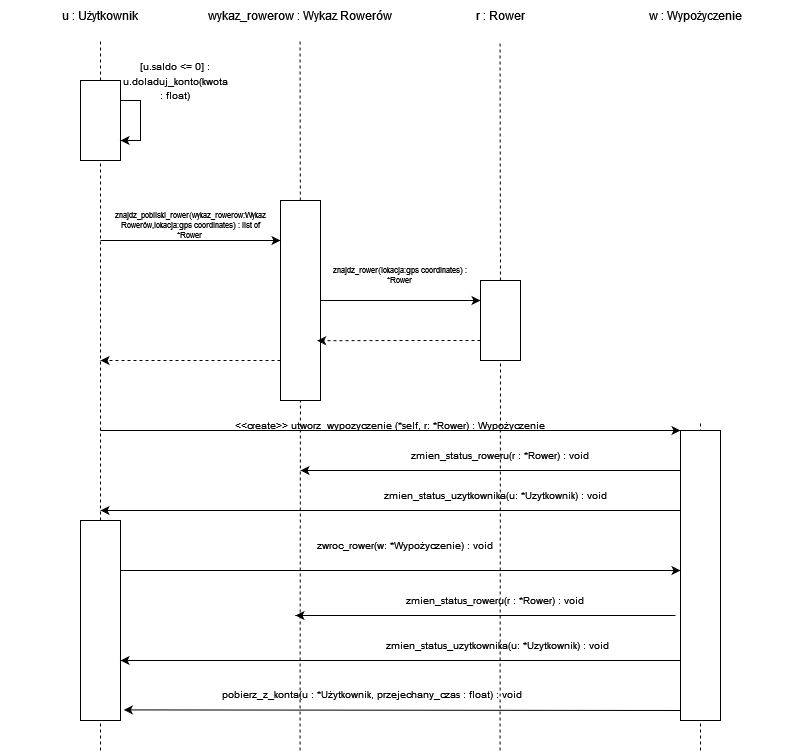 u : Użytkownik
wykaz_rowerow : Wykaz Rowerów
r : Rower
w : Wypożyczenie
[u.saldo <= 0] :
u.doladuj_konto(kwota
: float)
znajdz_pobliski_rower(wykaz_rowerow:Wykaz
Rowerów,lokacja:gps coordinates) : list of
*Rower
znajdz_rower(lokacja:gps coordinates) :
*Rower
<<create>> utworz_wypozyczenie (*self, r: *Rower) : Wypożyczenie
zmien_status_roweru(r : *Rower) : void
zmien_status_uzytkownika(u: *Uzytkownik) : void
zwroc_rower(w: *Wypożyczenie) : void
zmien_status_roweru(r : *Rower) : void
zmien_status_uzytkownika(u: *Uzytkownik) : void
pobierz_z_konta(u : *Użytkownik, przejechany_czas : float) : void